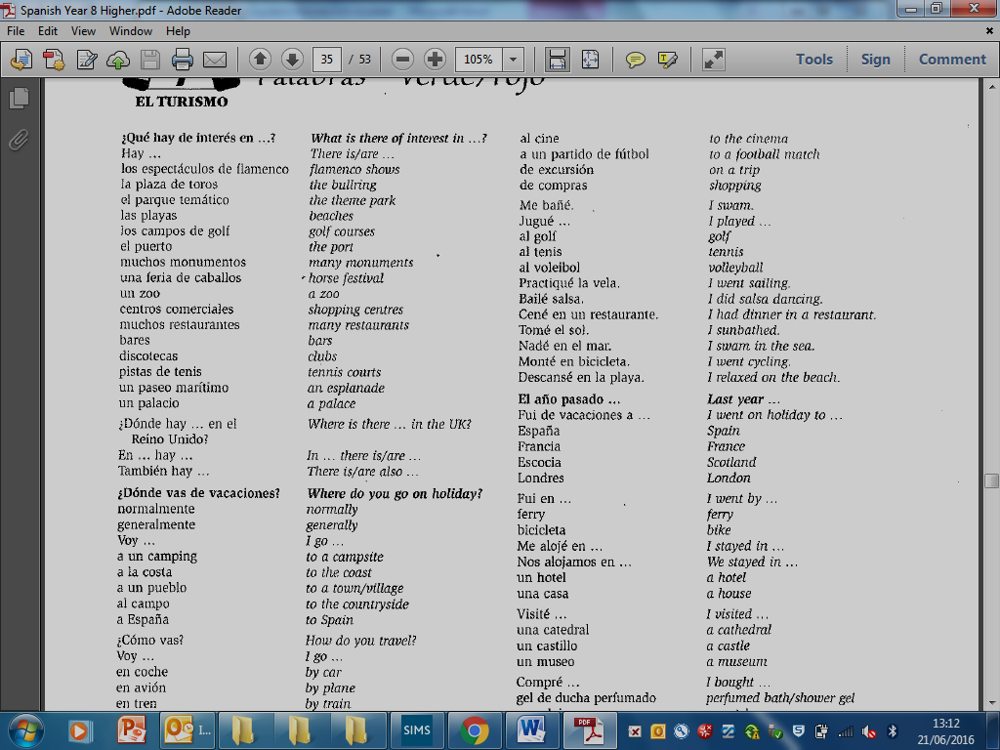 Spanish Year 8 Higher.pdf - Adobe Reader
File Edit View Window Help
35 / 53 105% Tools Sign Comment
Palabras Verde/rojo
EL TURISMO
¿Qué hay de interés en ...? What is there of interest in ...?
Hay ... There is/are ...
los espectáculos de flamenco flamenco shows
la plaza de toros the bullring
el parque temático the theme park
las playas beaches
los campos de golf golf courses
el puerto the port
muchos monumentos many monuments
una feria de caballos horse festival
un zoo a zoo
centros comerciales shopping centres
muchos restaurantes many restaurants
bares bars
discotecas clubs
pistas de tenis tennis courts
un paseo marítimo an esplanade
un palacio a palace
¿Dónde hay ... en el Where is there ... in the UK?
Reino Unido?
En ... hay ... In ... there is/are ...
También hay ... There is/are also ...
¿Dónde vas de vacaciones? Where do you go on holiday?
normalmente normally
generalmente generally
Voy ... I go ...
a un camping to a campsite
a la costa to the coast
a un pueblo to a town/village
al campo to the countryside
a España to Spain
¿Cómo vas? How do you travel?
Voy ... I go ...
en coche by car
en avión by plane
en tren by train
al cine to the cinema
a un partido de fútbol to a football match
de excursión on a trip
de compras shopping
Me bañé. I swam.
Jugué ... I played ...
al golf golf
al tenis tennis
al voleibol volleyball
Practiqué la vela. I went sailing.
Bailé salsa. I did salsa dancing.
Cené en un restaurante. I had dinner in a restaurant.
Tomé el sol. I sunbathed.
Nadé en el mar. I swam in the sea.
Monté en bicicleta. I went cycling.
Descansé en la playa. I relaxed on the beach.
El año pasado ... Last year ...
Fui de vacaciones a ... I went on holiday to ...
España Spain
Francia France
Escocia Scotland
Londres London
Fui en ... I went by ...
ferry ferry
bicicleta bike
Me alojé en ... I stayed in ...
Nos alojamos en ... We stayed in ...
un hotel a hotel
una casa a house
Visité ... I visited ...
una catedral a cathedral
un castillo a castle
un museo a museum
Compré ... I bought ...
gel de ducha perfumado perfumed bath/shower gel
I... SIMS PDF 13:12
21/06/2016